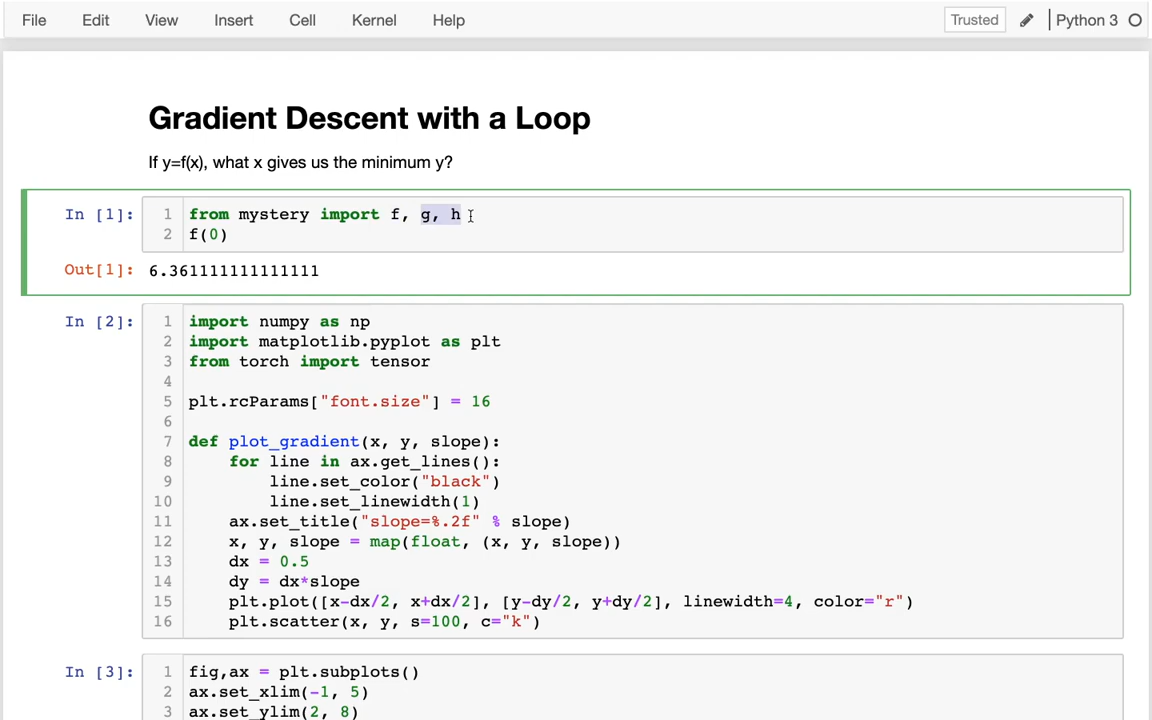 File Edit View Insert Cell Kernel Help Trusted Python 3
Gradient Descent with a Loop
If y=f(x), what x gives us the minimum y?
In [1]: 1 from mystery import f, g, h
2 f(0)
Out[1]: 6.361111111111111
In [2]: 1 import numpy as np
2 import matplotlib.pyplot as plt
3 from torch import tensor
4
5 plt.rcParams["font.size"] = 16
6
7 def plot_gradient(x, y, slope):
8     for line in ax.get_lines():
9         line.set_color("black")
10         line.set_linewidth(1)
11     ax.set_title("slope=%.2f" % slope)
12     x, y, slope = map(float, (x, y, slope))
13     dx = 0.5
14     dy = dx*slope
15     plt.plot([x-dx/2, x+dx/2], [y-dy/2, y+dy/2], linewidth=4, color="r")
16     plt.scatter(x, y, s=100, c="k")
In [3]: 1 fig,ax = plt.subplots()
2 ax.set_xlim(-1, 5)
3 ax.set_ylim(2, 8)